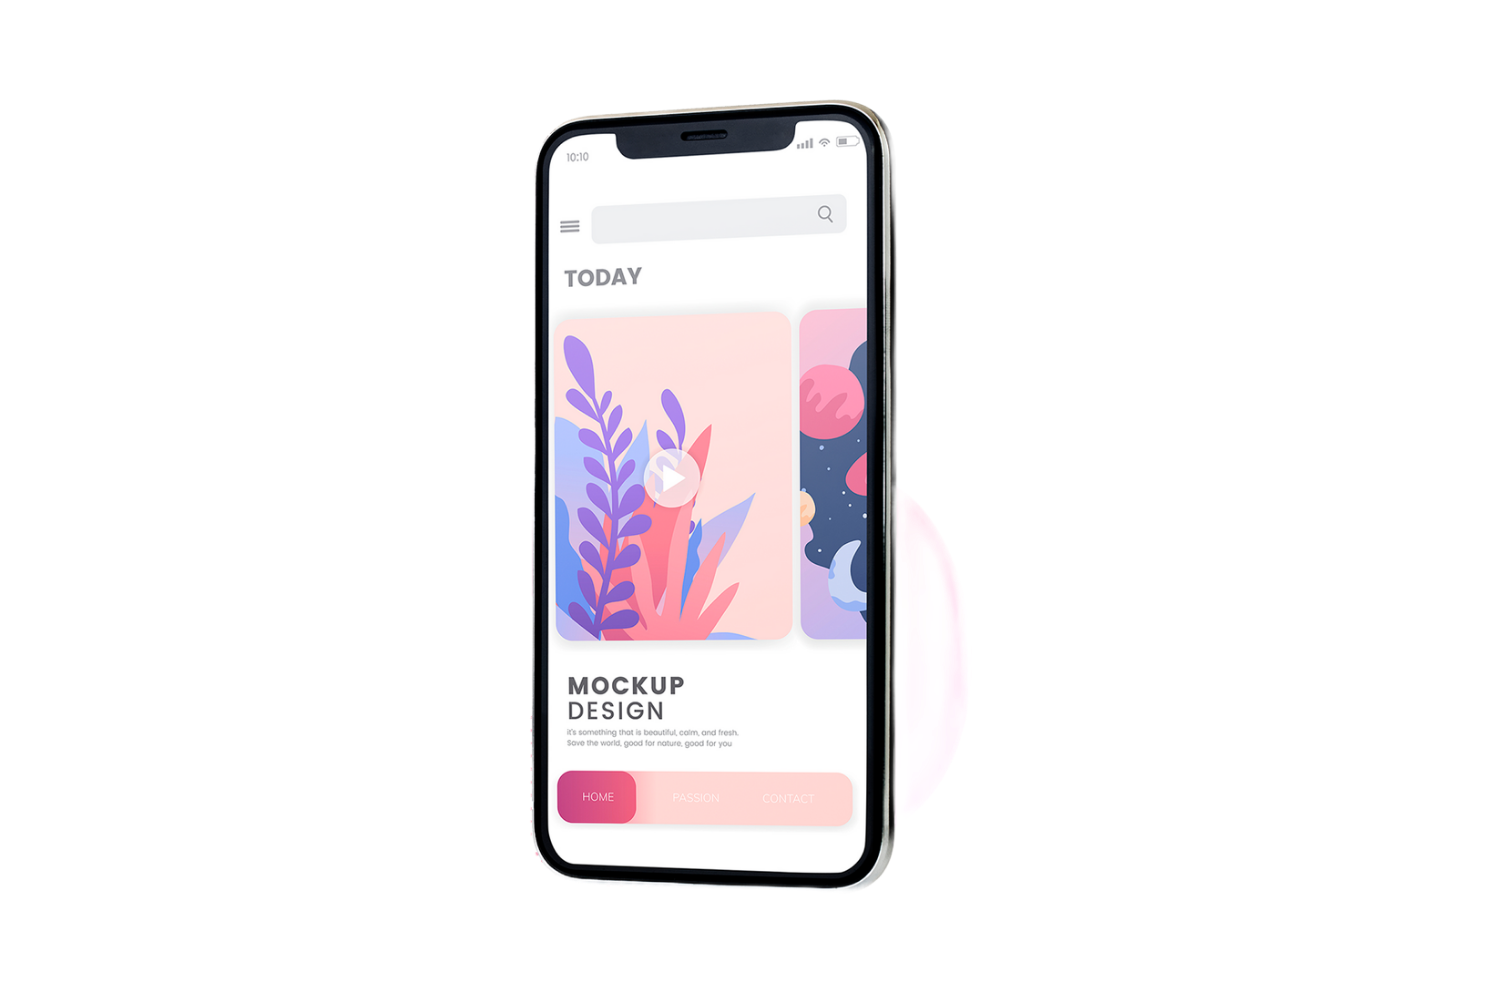 10:10
TODAY
MOCKUP
DESIGN
it's something that is beautiful, calm, and fresh.
Save the world, good for nature, good for you
HOME PASSION CONTACT